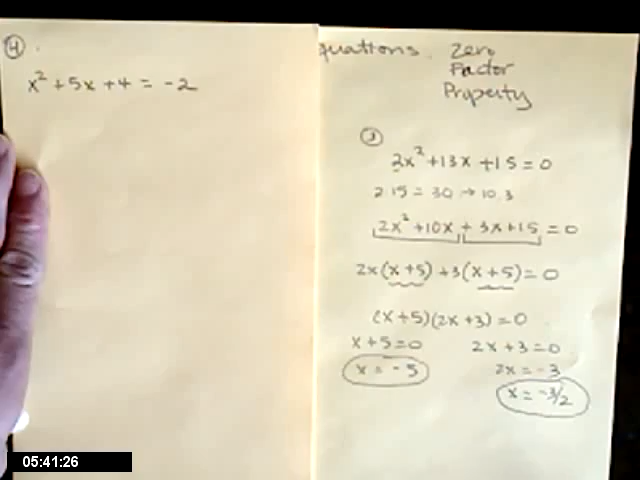 4
x² + 5x + 4 = -2
quations. Zero
Factor
Property
3
2x² + 13x + 15 = 0
2·15 = 30 → 10·3
2x² + 10x + 3x + 15 = 0
2x(x + 5) + 3(x + 5) = 0
(x + 5)(2x + 3) = 0
x + 5 = 0 2x + 3 = 0
x = -5 2x = -3
x = -3/2
05:41:26